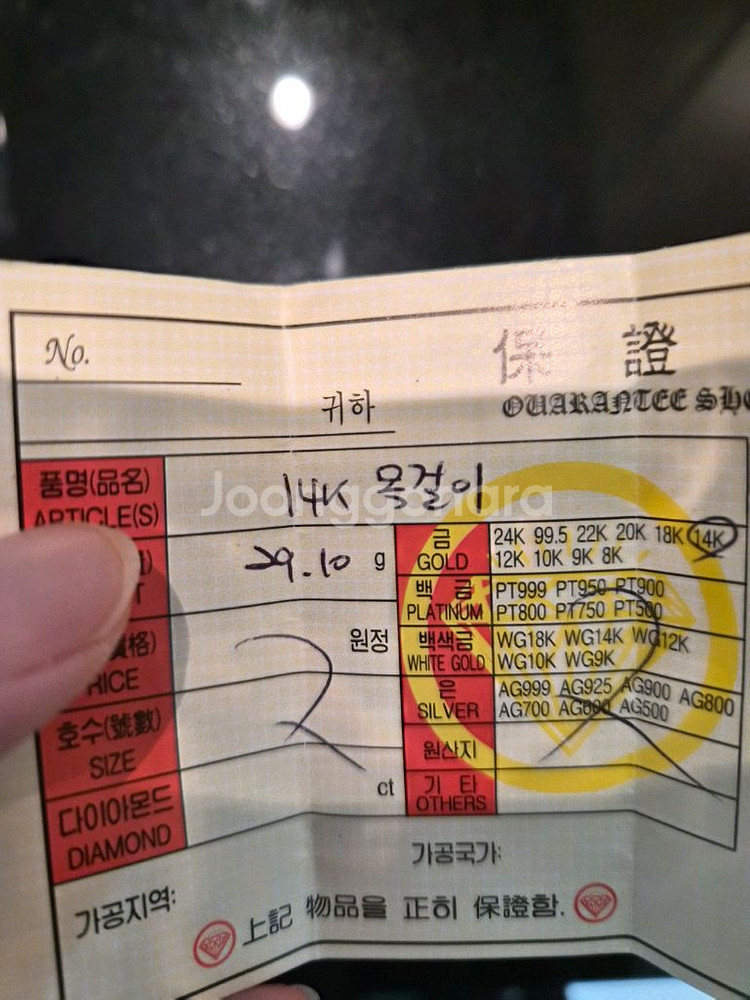 No.
保 證
귀하
QUARANTEE SH
품명(品名)
ARTICLE(S)
14K 목걸이
Joonggonara
29.10 g
금
GOLD
24K 99.5 22K 20K 18K 14K
12K 10K 9K 8K
백 금
PLATINUM
PT999 PT950 PT900
PT800 PT750 PT500
원정
백색금
WHITE GOLD
WG18K WG14K WG12K
WG10K WG9K
RICE
은
SILVER
AG999 AG925 AG900 AG800
AG700 AG600 AG500
호수(號數)
SIZE
원산지
ct
기 타
OTHERS
다이아몬드
DIAMOND
가공국가:
가공지역:
上記 物品을 正히 保證함.